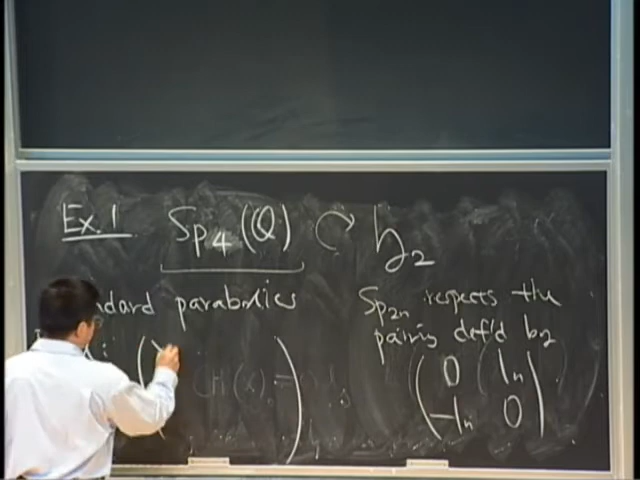 Ex. 1 Sp₄(Q) ↷ h₂
ndard parabolics
Sp₂ₙ respects the
pairing def'd by
( 0 1ₙ
-1ₙ 0 )